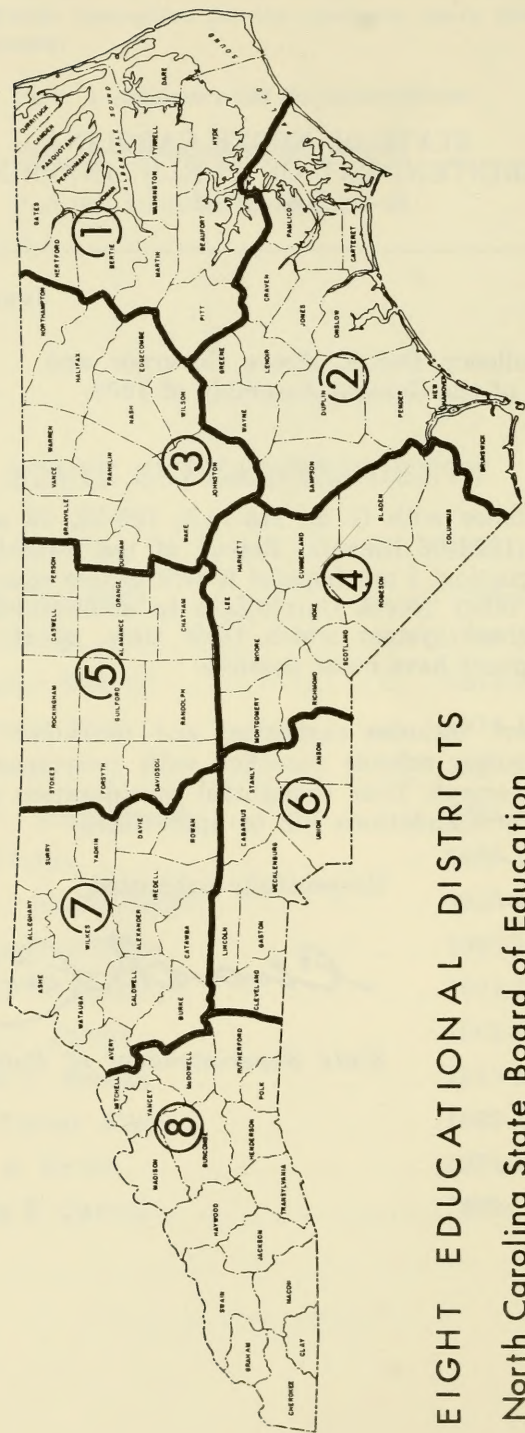 CURRITUCK
CAMDEN
PASQUOTANK
PERQUIMANS
GATES
CHOWAN
HERTFORD
BERTIE
1
ALBEMARLE SOUND
DARE
TYRRELL
WASHINGTON
MARTIN
HYDE
BEAUFORT
PITT
SOUND
PAMLICO
CRAVEN
CARTERET
JONES
ONSLOW
GREENE
LENOIR
WAYNE
DUPLIN
2
PENDER
NEW HANOVER
SAMPSON
BRUNSWICK
NORTHAMPTON
HALIFAX
EDGECOMBE
WARREN
VANCE
FRANKLIN
NASH
WILSON
GRANVILLE
3
JOHNSTON
WAKE
DURHAM
HARNETT
CUMBERLAND
BLADEN
COLUMBUS
LEE
HOKE
4
ROBESON
MOORE
SCOTLAND
MONTGOMERY
RICHMOND
PERSON
CASWELL
ORANGE
ALAMANCE
CHATHAM
5
ROCKINGHAM
GUILFORD
RANDOLPH
STOKES
FORSYTH
DAVIDSON
STANLY
ANSON
6
CABARRUS
UNION
MECKLENBURG
LINCOLN
GASTON
CLEVELAND
SURRY
YADKIN
DAVIE
ROWAN
ALLEGHANY
7
WILKES
IREDELL
ALEXANDER
ASHE
WATAUGA
CALDWELL
CATAWBA
BURKE
AVERY
MITCHELL
McDOWELL
RUTHERFORD
YANCEY
8
POLK
MADISON
BUNCOMBE
HENDERSON
HAYWOOD
TRANSYLVANIA
JACKSON
SWAIN
MACON
GRAHAM
CLAY
CHEROKEE
EIGHT EDUCATIONAL DISTRICTS
North Carolina State Board of Education